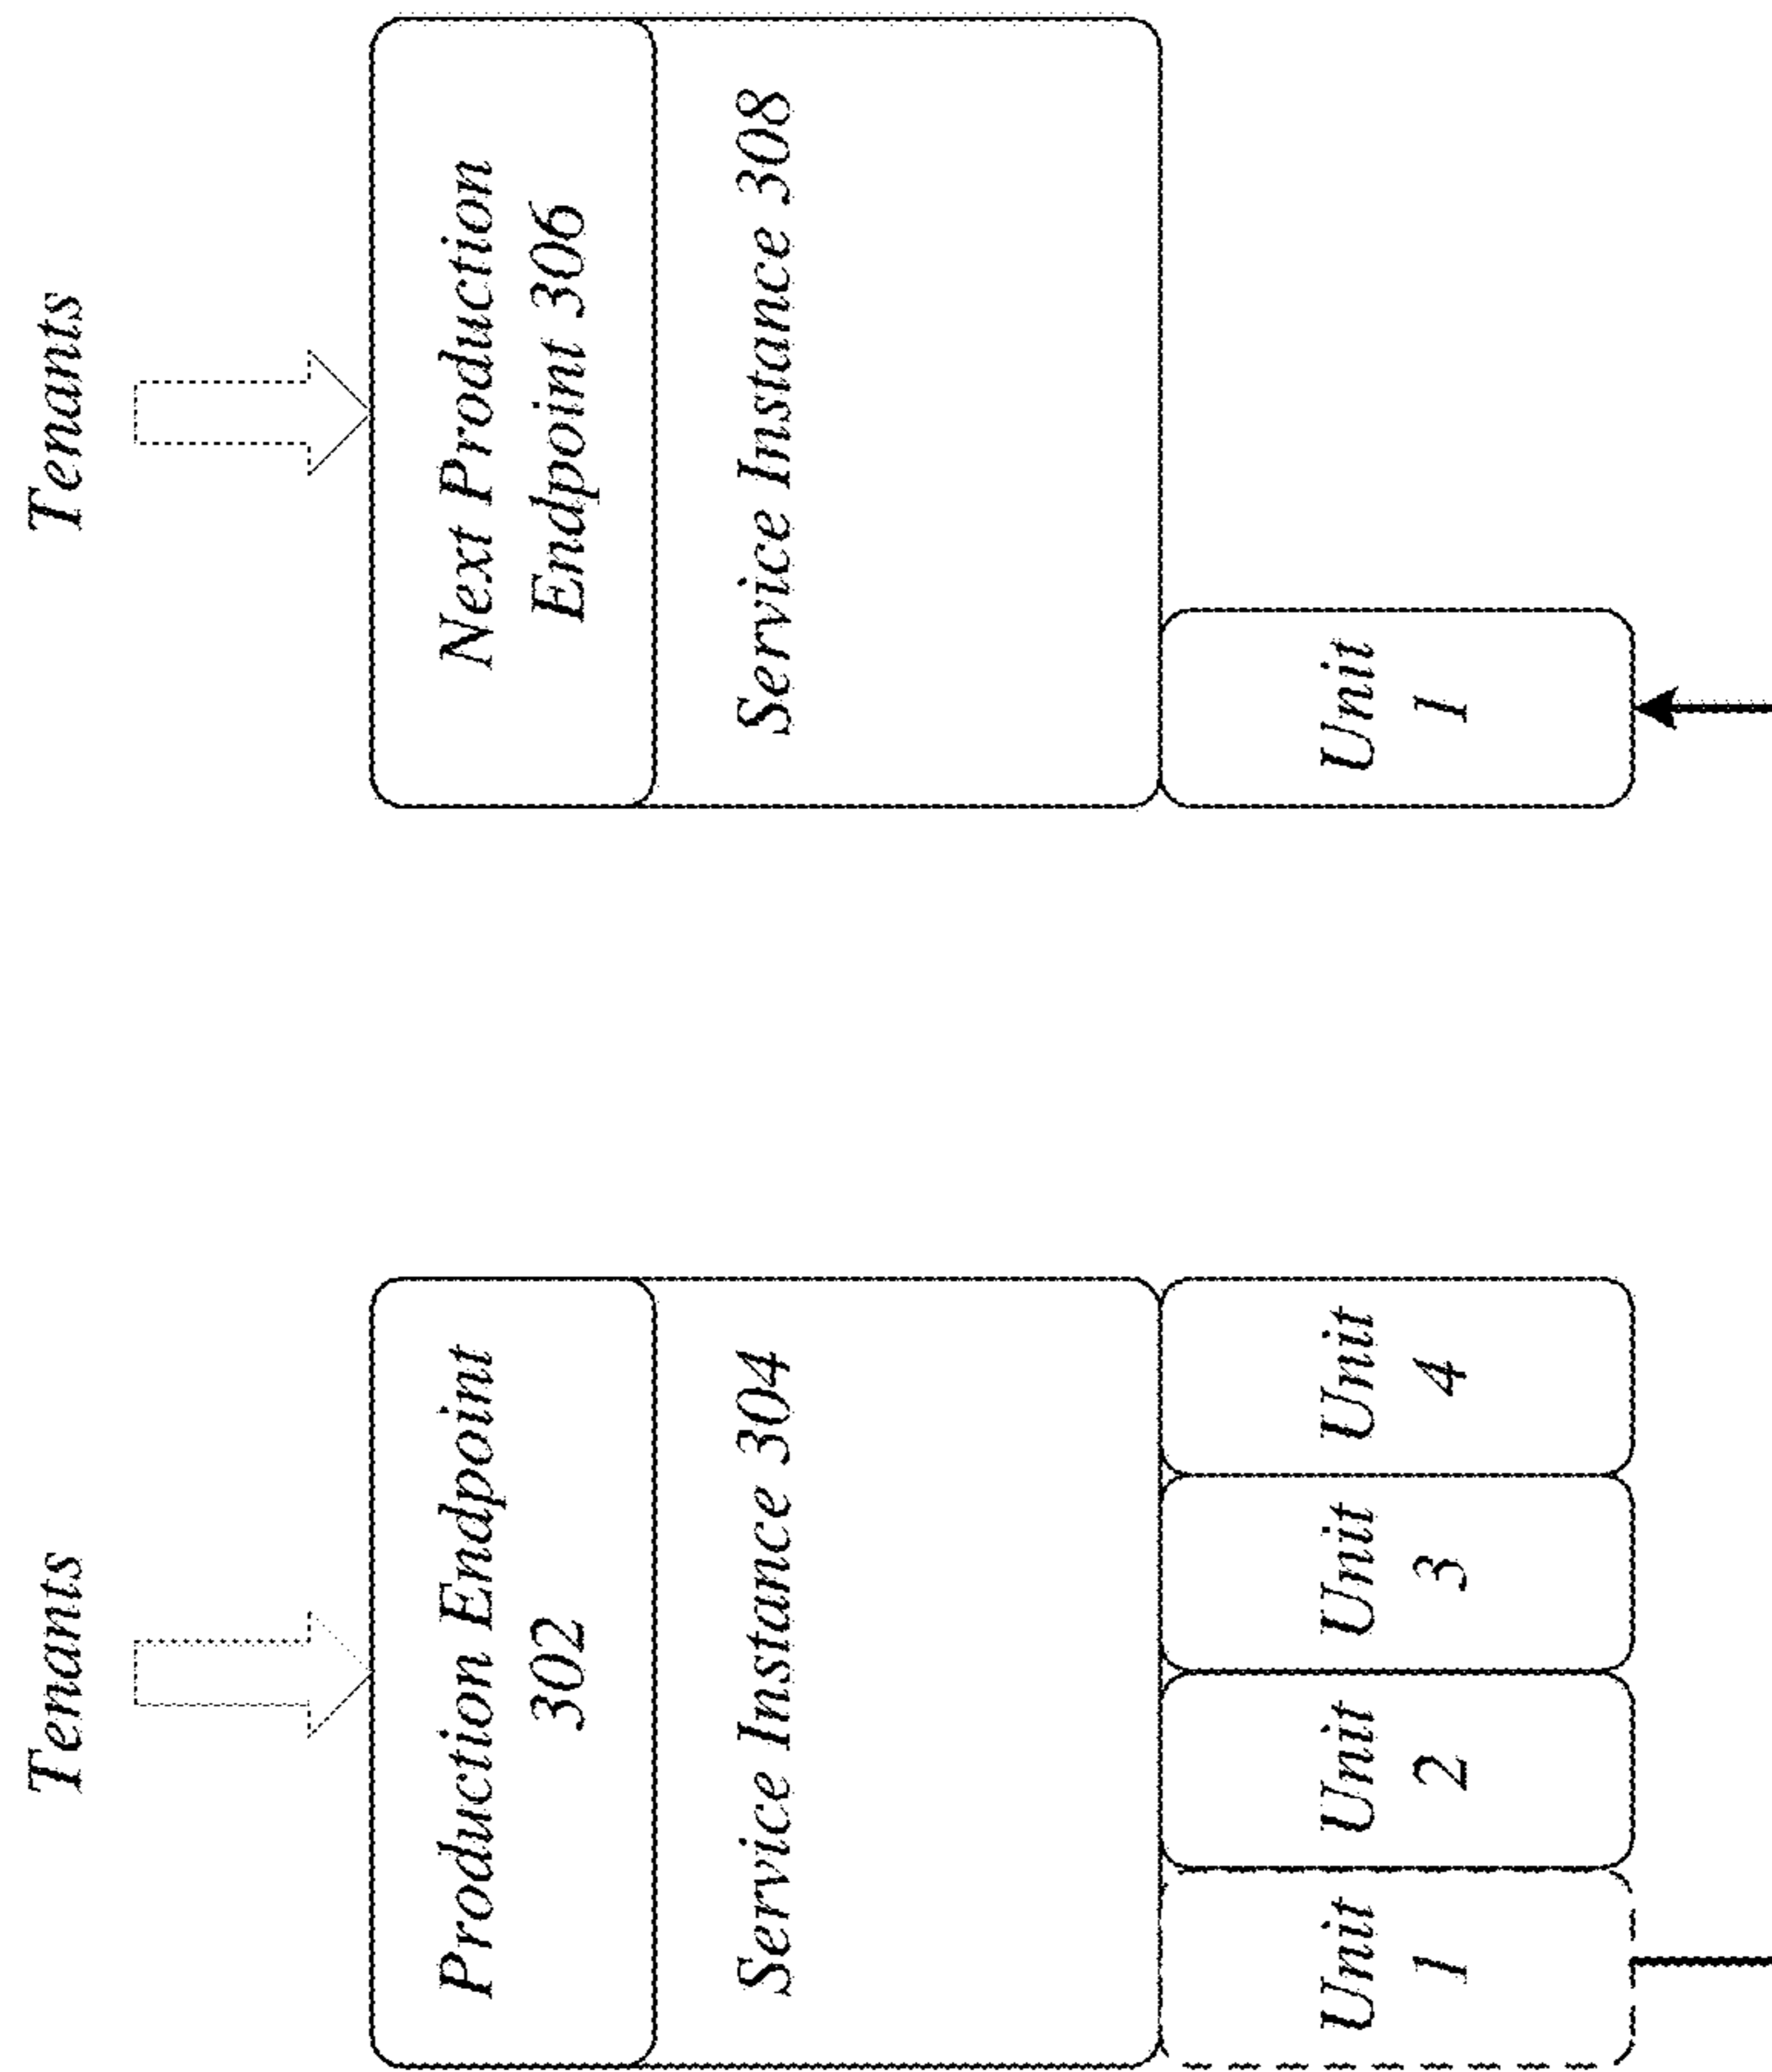 Tenants
Production Endpoint
302
Service Instance 304
Unit
1
Unit
2
Unit
3
Unit
4
Tenants
Next Production
Endpoint 306
Service Instance 308
Unit
1